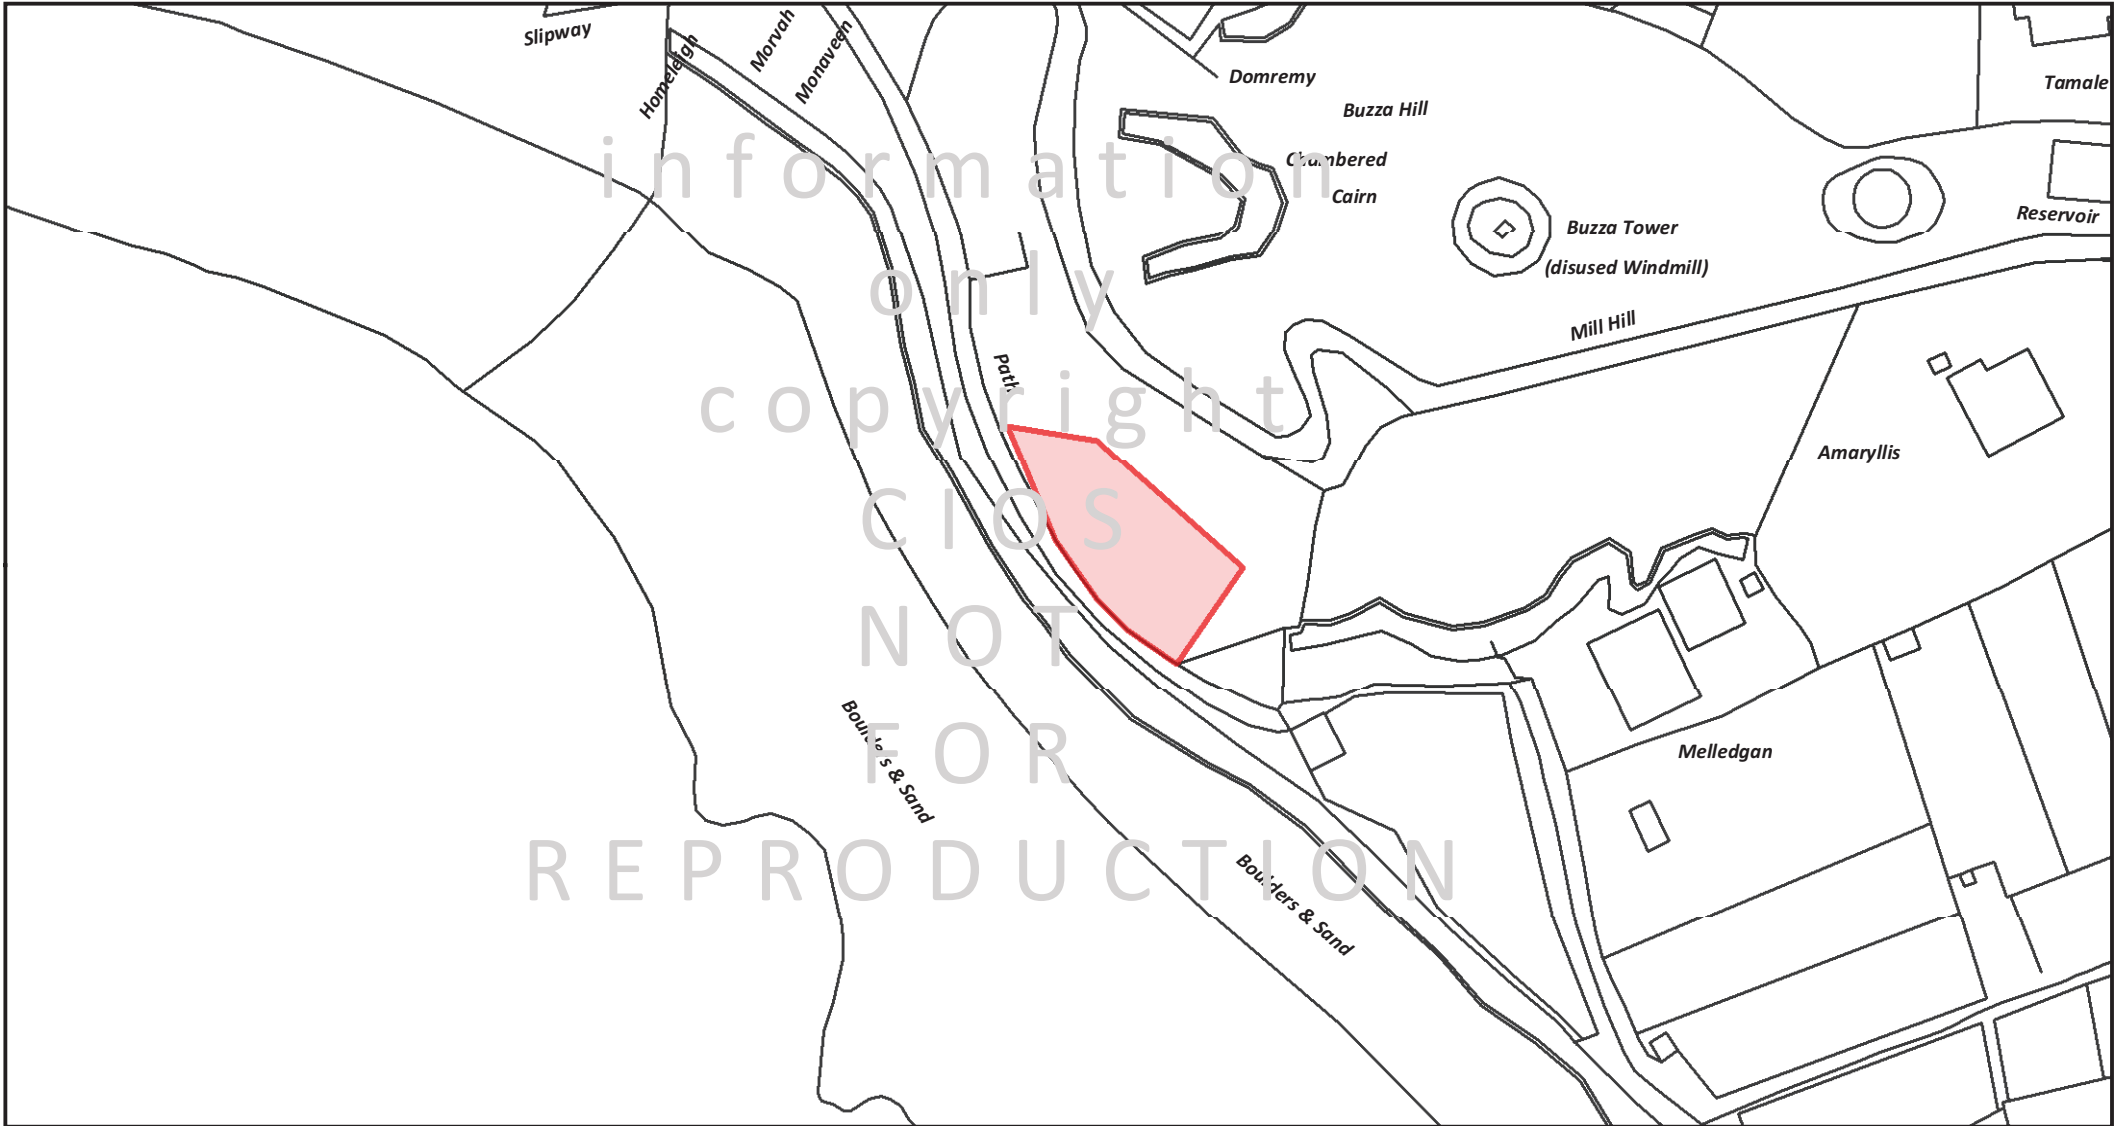 Slipway
Homeleigh
Morvah
Monaveen
Domremy
Buzza Hill
Tamale
Chambered
Cairn
information
Buzza Tower
(disused Windmill)
Reservoir
only
Mill Hill
Path
copyright
Amaryllis
CIOS
NOT
FOR
Boulders & Sand
Melledgan
REPRODUCTION
Boulders & Sand